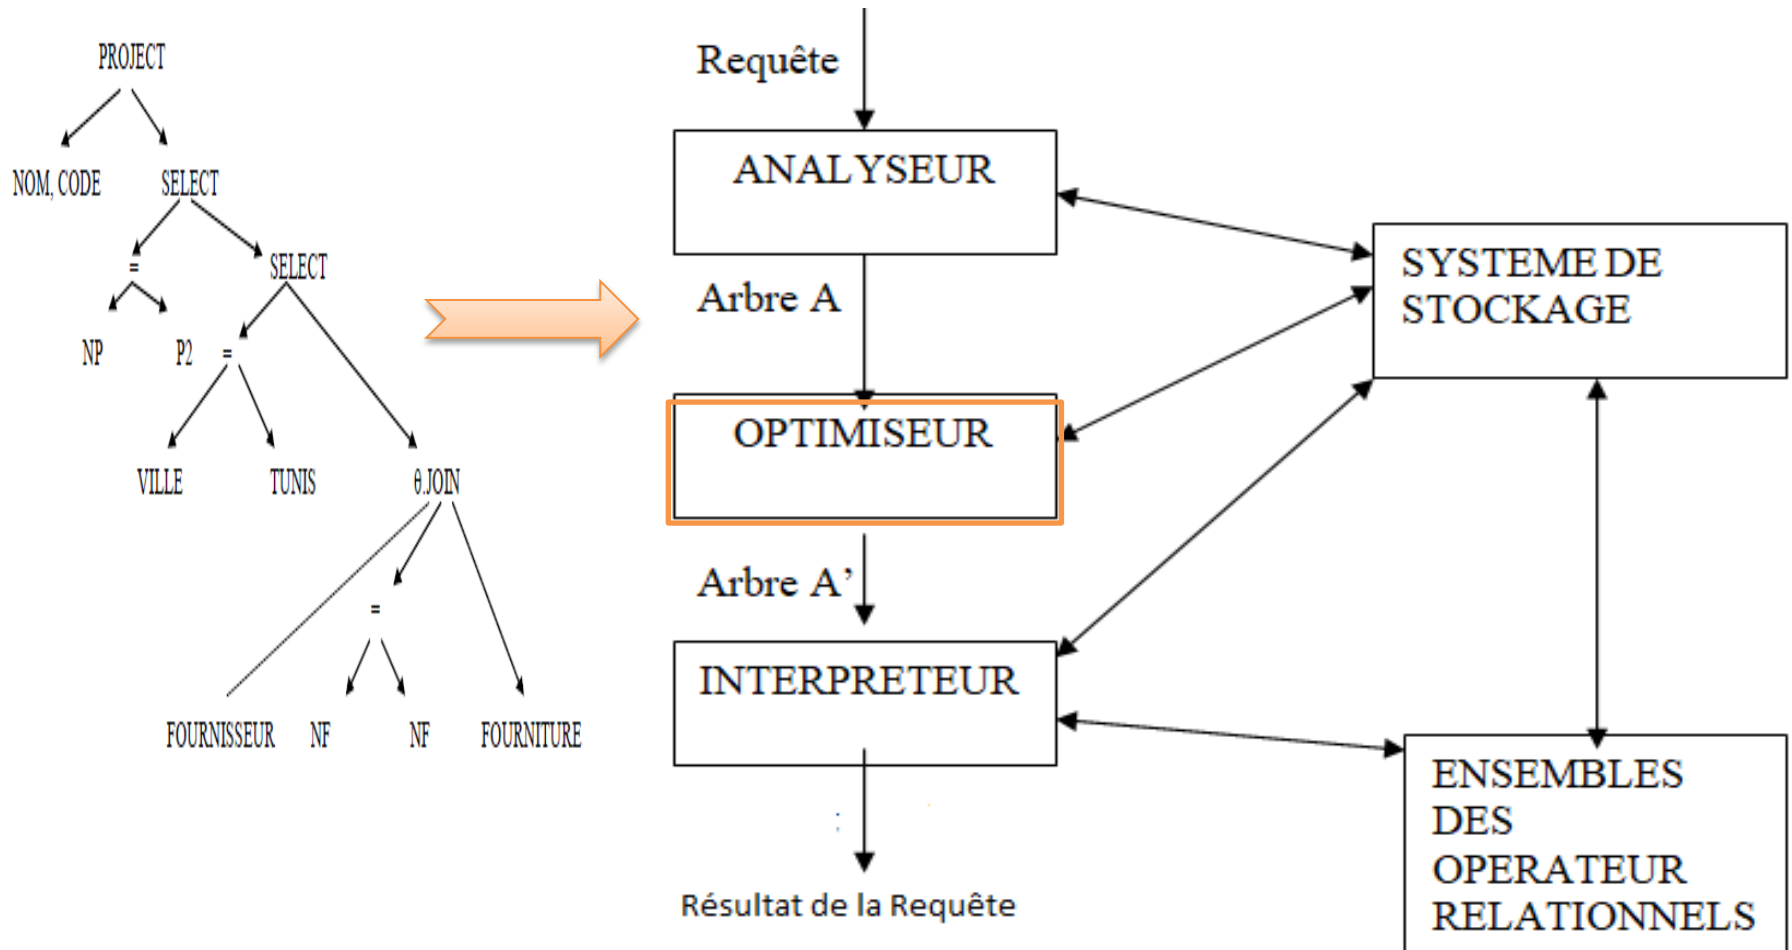 PROJECT
NOM, CODE
SELECT
=
SELECT
NP
P2
=
VILLE
TUNIS
θ.JOIN
=
FOURNISSEUR
NF
NF
FOURNITURE
Requête
ANALYSEUR
Arbre A
OPTIMISEUR
Arbre A’
INTERPRETEUR
Résultat de la Requête
SYSTEME DE
STOCKAGE
ENSEMBLES
DES
OPERATEUR
RELATIONNELS